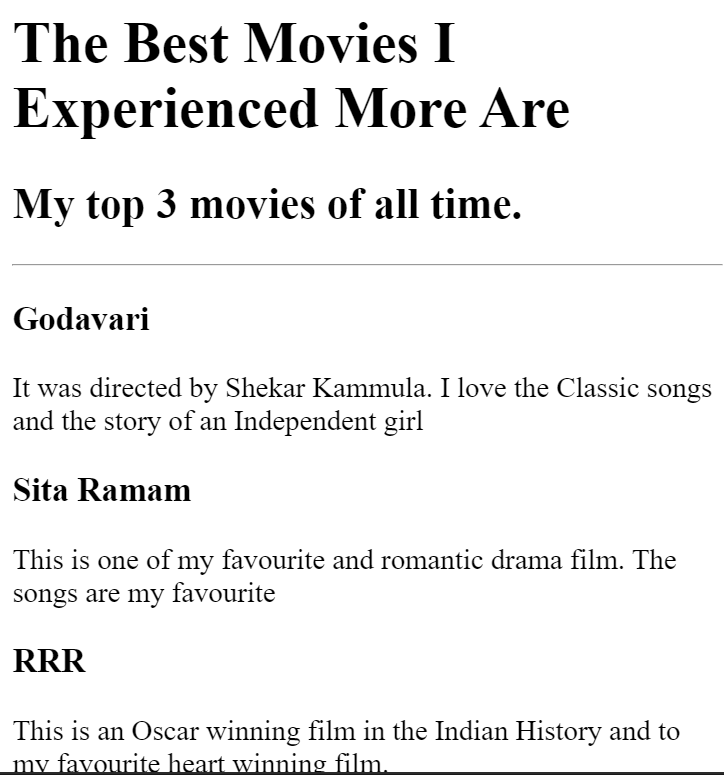 The Best Movies I
Experienced More Are
My top 3 movies of all time.
Godavari
It was directed by Shekar Kammula. I love the Classic songs
and the story of an Independent girl
Sita Ramam
This is one of my favourite and romantic drama film. The
songs are my favourite
RRR
This is an Oscar winning film in the Indian History and to
my favourite heart winning film.